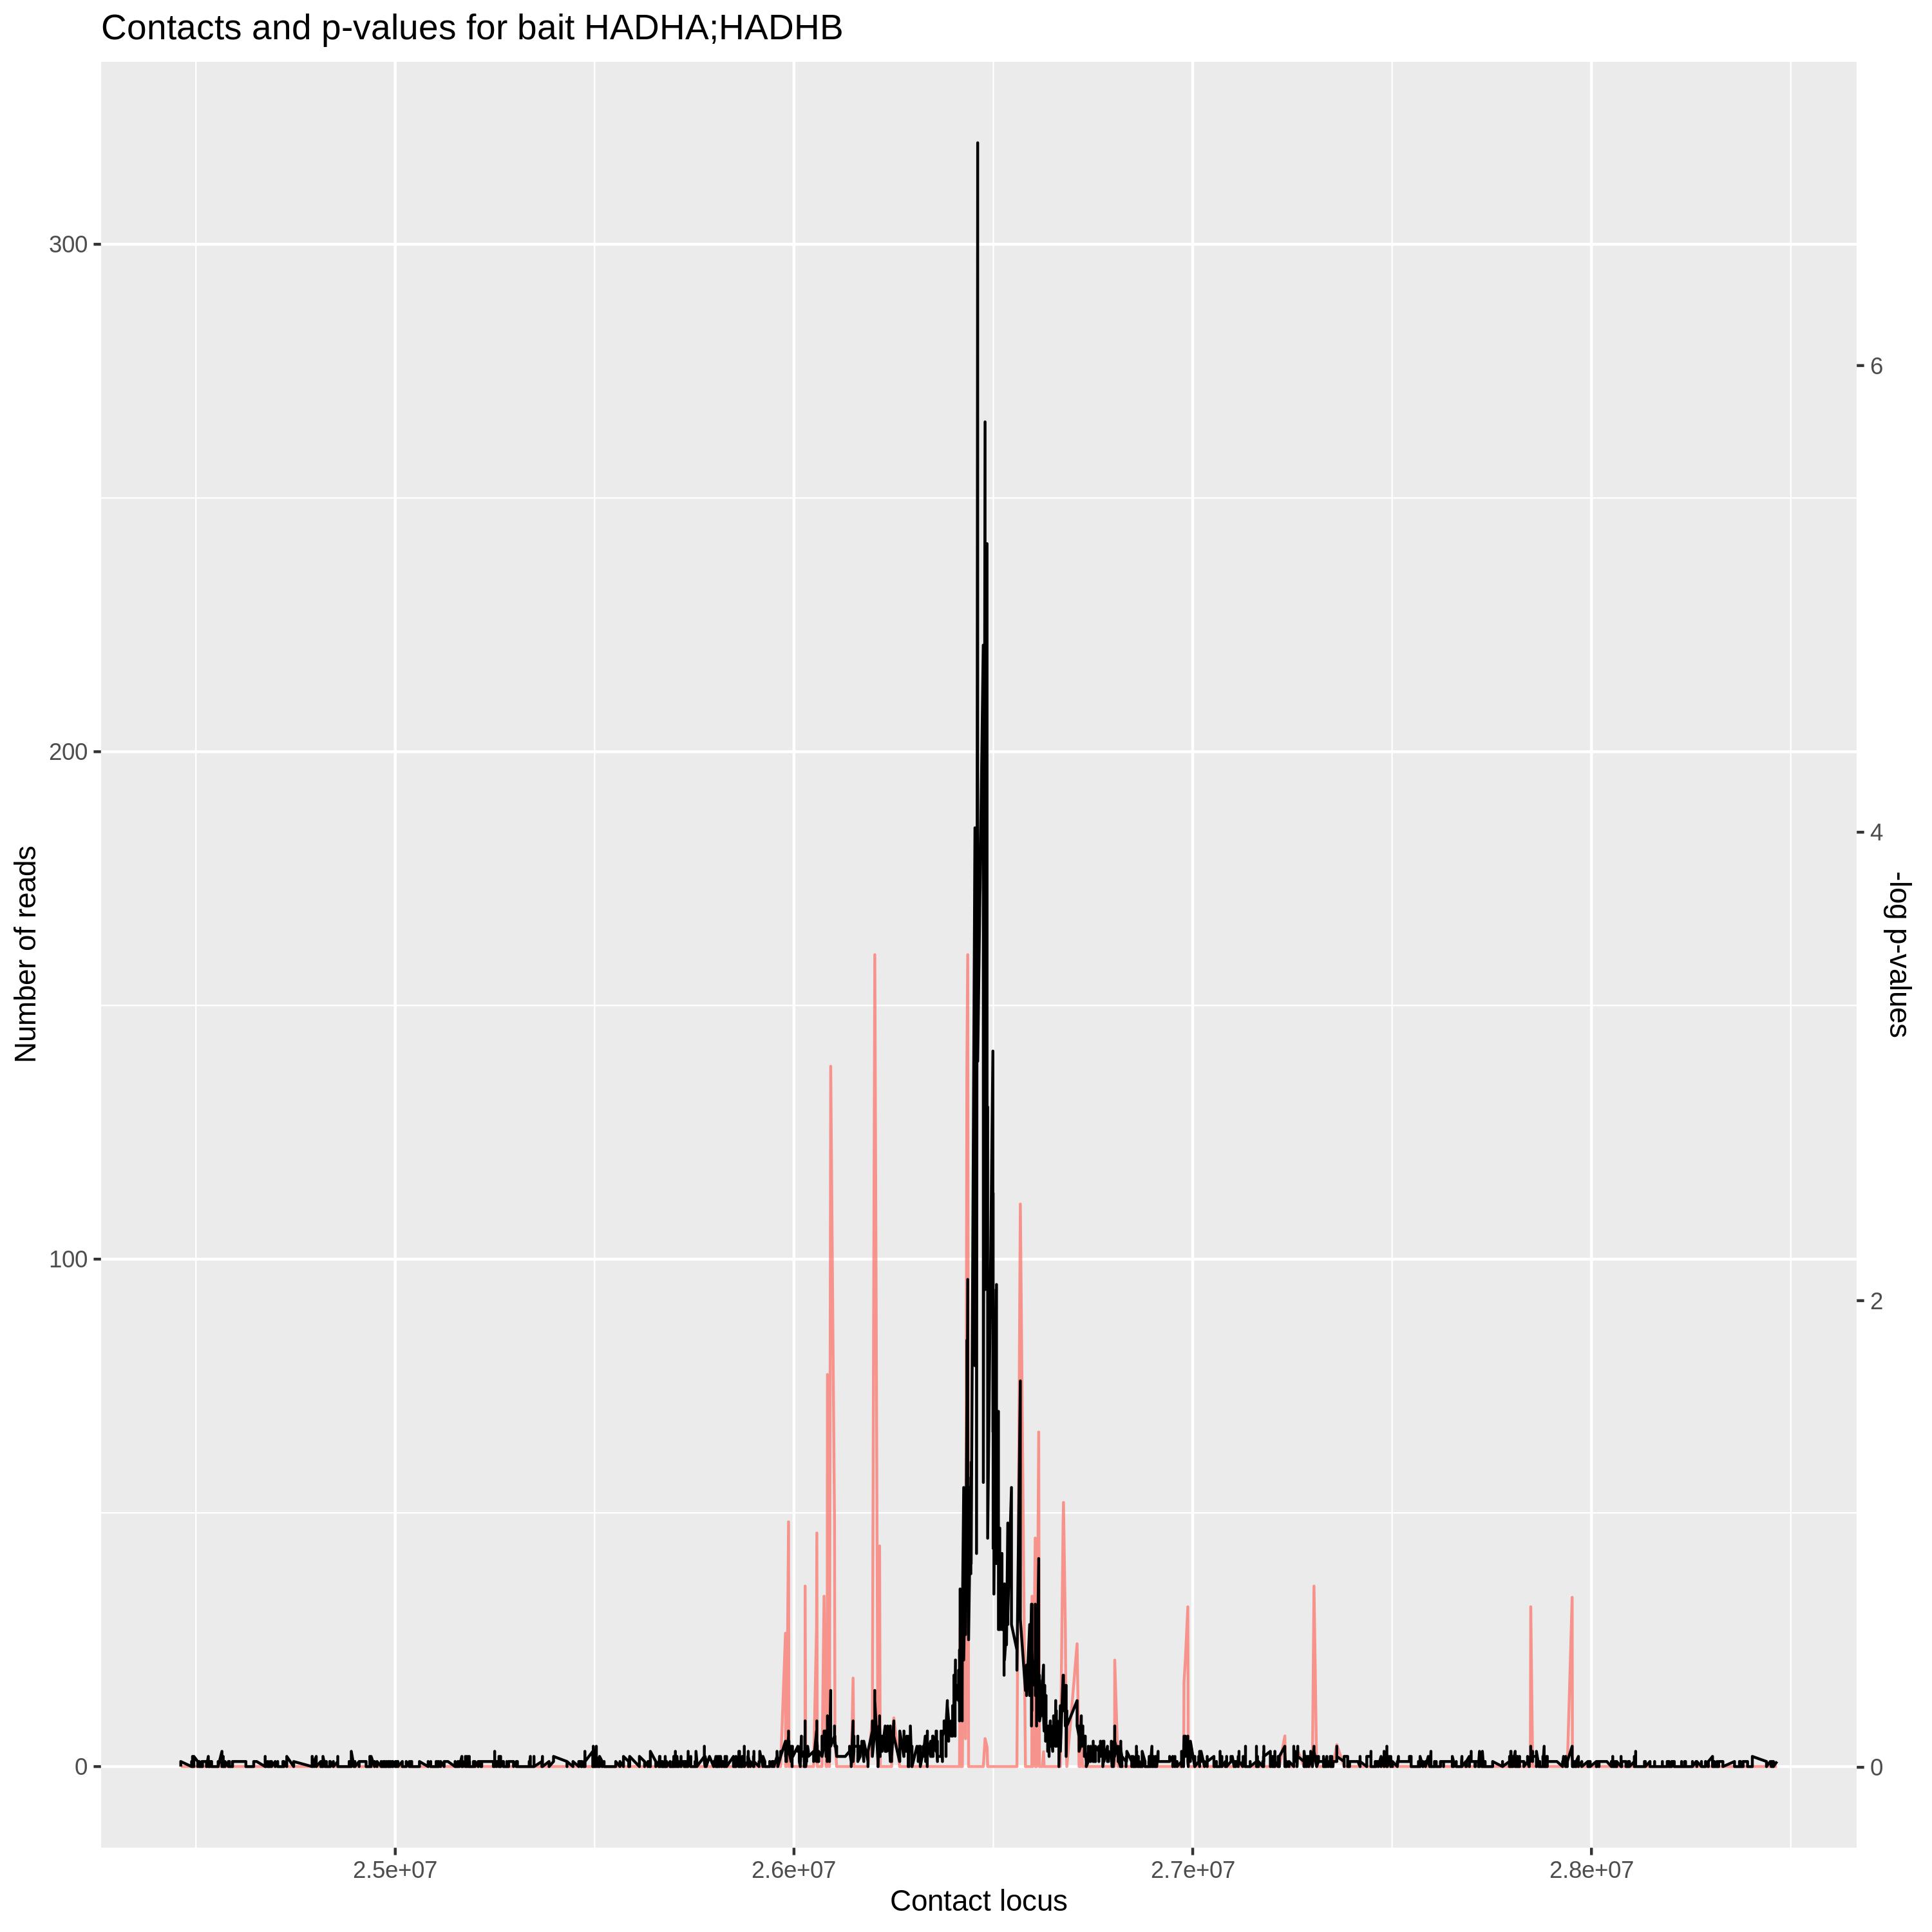 Contacts and p-values for bait HADHA;HADHB
300
200
100
0
Number of reads
6
4
2
0
-log p-values
2.5e+07
2.6e+07
2.7e+07
2.8e+07
Contact locus